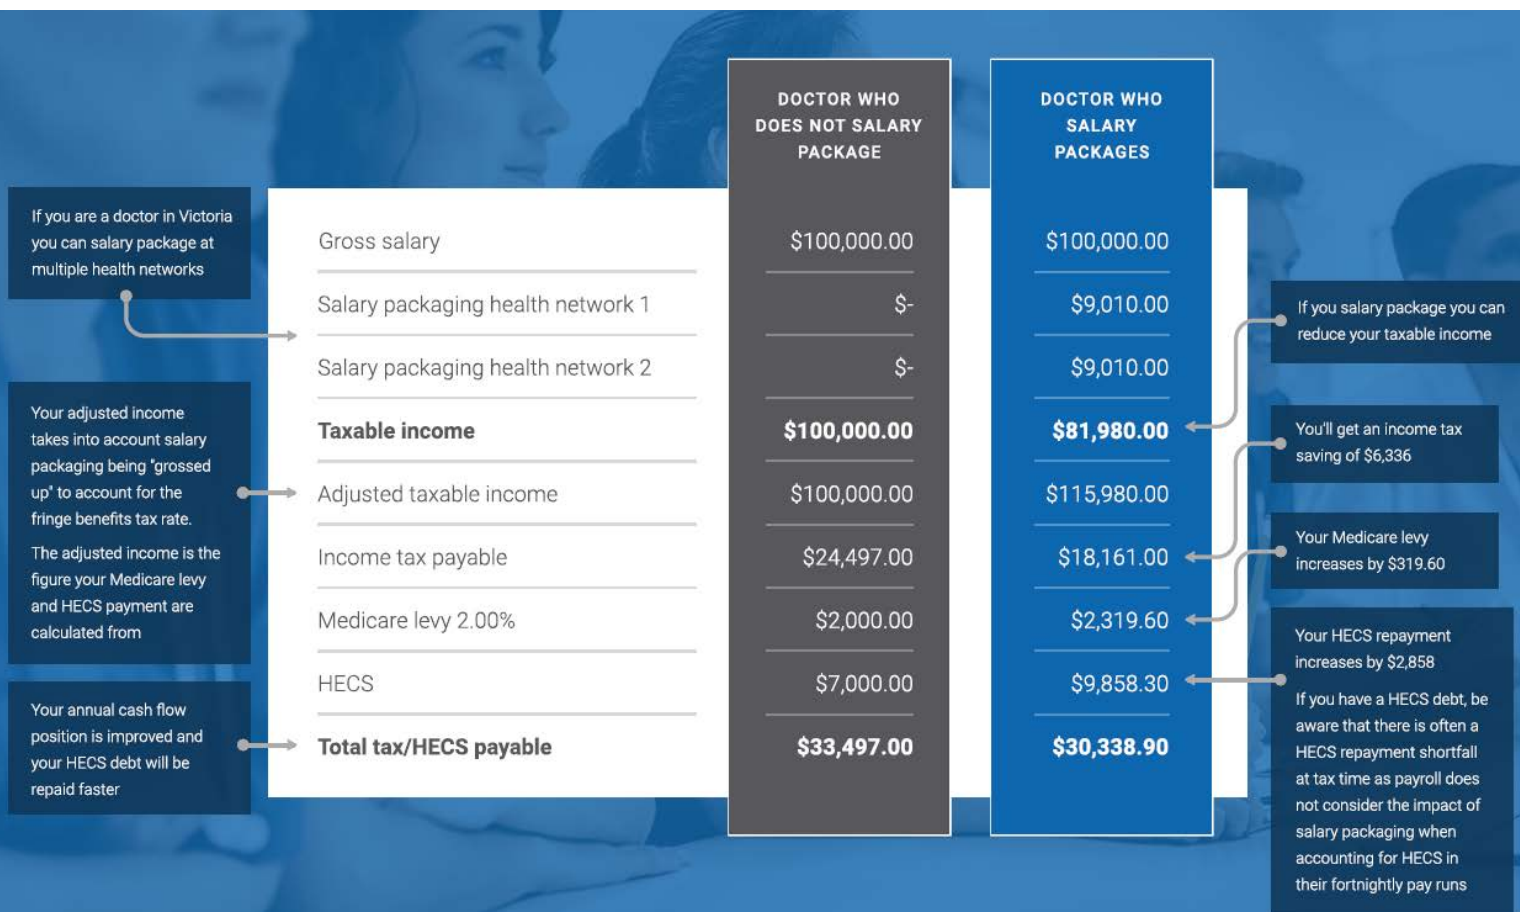 DOCTOR WHO
DOES NOT SALARY
PACKAGE
DOCTOR WHO
SALARY
PACKAGES
If you are a doctor in Victoria
you can salary package at
multiple health networks
Gross salary $100,000.00 $100,000.00
Salary packaging health network 1 $- $9,010.00
If you salary package you can
reduce your taxable income
Salary packaging health network 2 $- $9,010.00
Your adjusted income
takes into account salary
packaging being "grossed
up" to account for the
fringe benefits tax rate.
The adjusted income is the
figure your Medicare levy
and HECS payment are
calculated from
Taxable income $100,000.00 $81,980.00
You'll get an income tax
saving of $6,336
Adjusted taxable income $100,000.00 $115,980.00
Income tax payable $24,497.00 $18,161.00
Your Medicare levy
increases by $319.60
Medicare levy 2.00% $2,000.00 $2,319.60
HECS $7,000.00 $9,858.30
Your HECS repayment
increases by $2,858
If you have a HECS debt, be
aware that there is often a
HECS repayment shortfall
at tax time as payroll does
not consider the impact of
salary packaging when
accounting for HECS in
their fortnightly pay runs
Your annual cash flow
position is improved and
your HECS debt will be
repaid faster
Total tax/HECS payable $33,497.00 $30,338.90